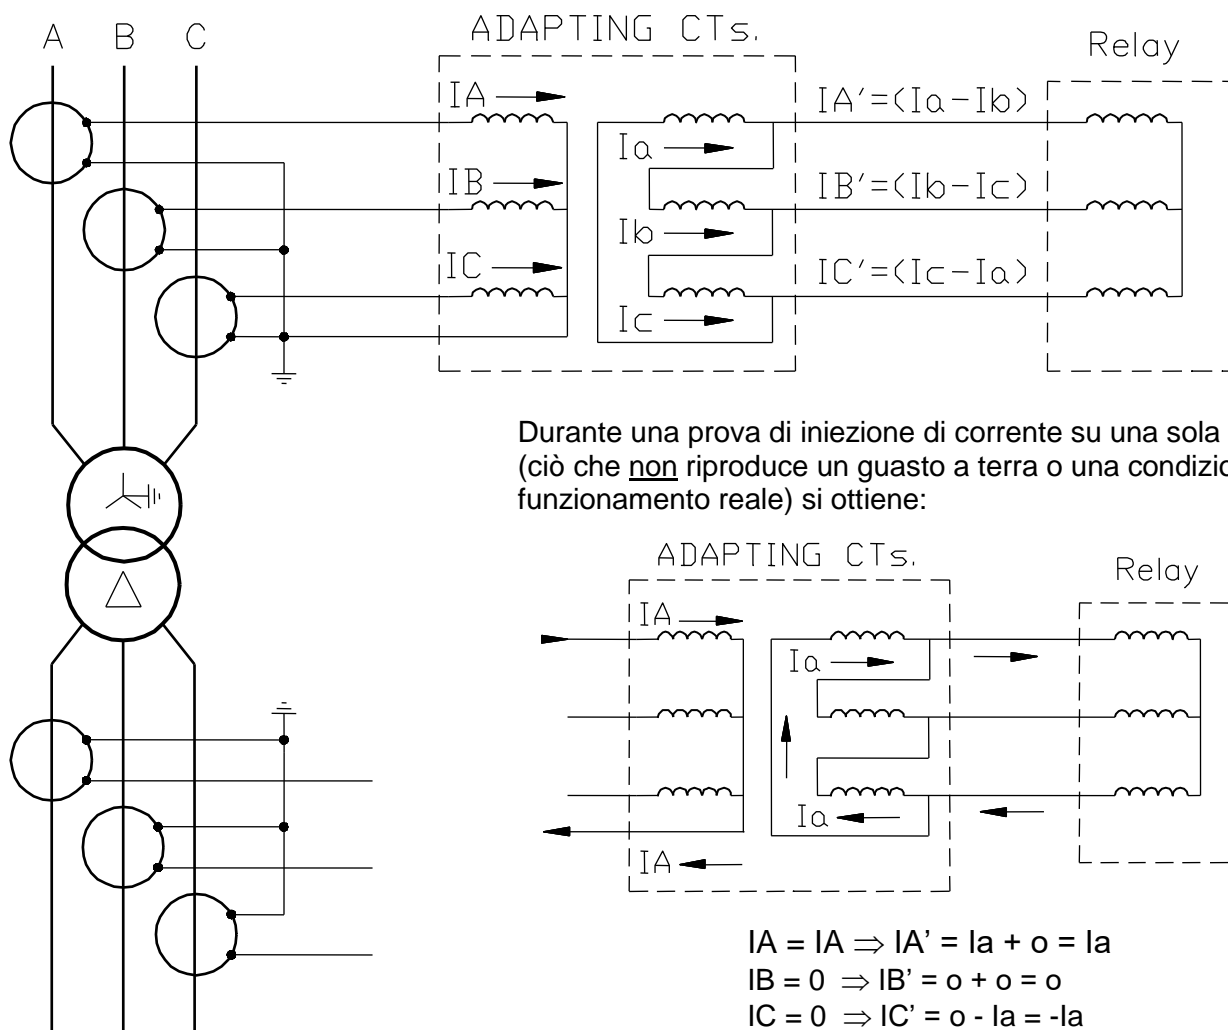 A B C
ADAPTING CTs.
Relay
IA
IA'=(Ia-Ib)
Ia
IB
IB'=(Ib-Ic)
Ib
IC
IC'=(Ic-Ia)
Ic
Durante una prova di iniezione di corrente su una sola
(ciò che non riproduce un guasto a terra o una condizio
funzionamento reale) si ottiene:
ADAPTING CTs.
Relay
IA
Ia
Ia
IA
IA = IA ⇒ IA' = Ia + o = Ia
IB = 0 ⇒ IB' = o + o = o
IC = 0 ⇒ IC' = o - Ia = -Ia